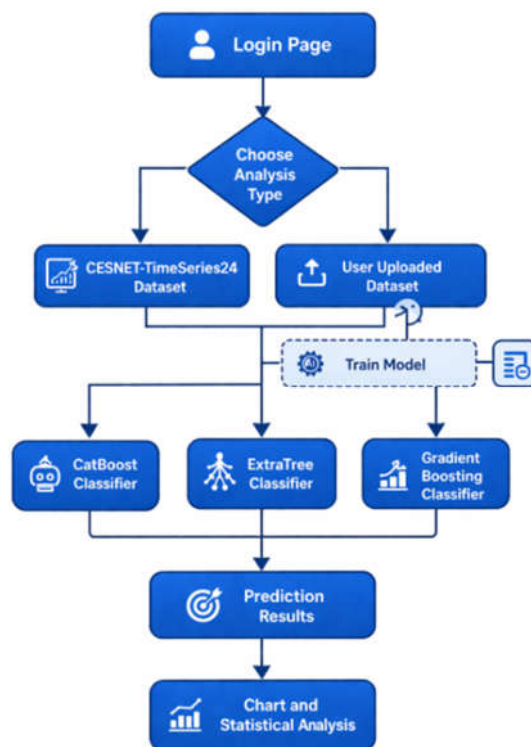 Login Page
Choose
Analysis
Type
CESNET-TimeSeries24
Dataset
User Uploaded
Dataset
Train Model
CatBoost
Classifier
ExtraTree
Classifier
Gradient
Boosting
Classifier
Prediction
Results
Chart and
Statistical Analysis